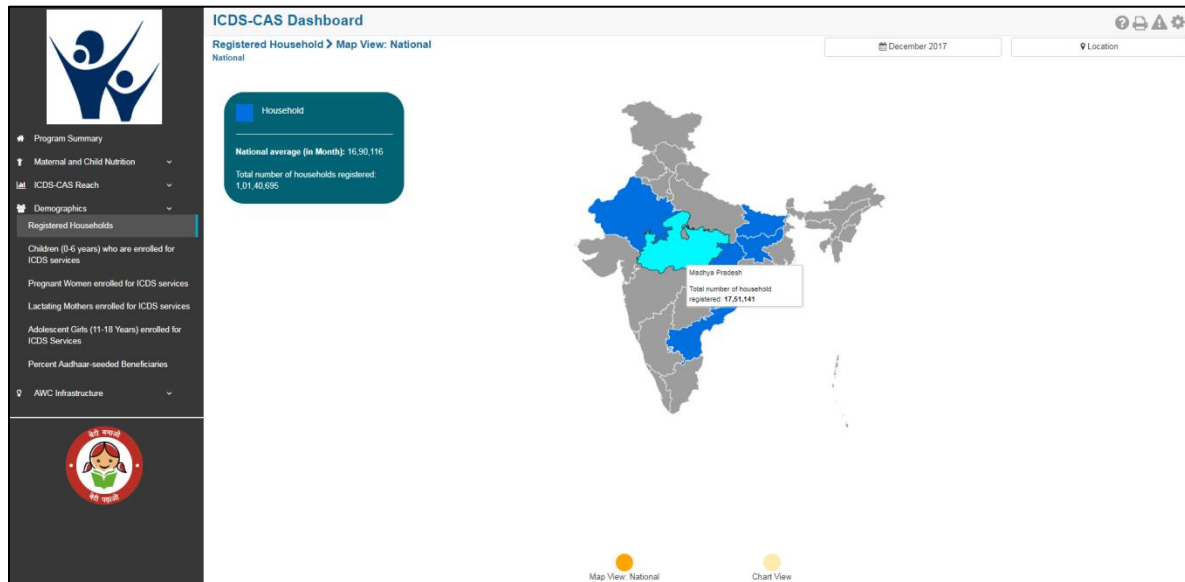 ICDS-CAS Dashboard
Registered Household > Map View: National
National
December 2017
Location
Program Summary
Maternal and Child Nutrition
ICDS-CAS Reach
Demographics
Registered Households
Children (0-6 years) who are enrolled for
ICDS services
Pregnant Women enrolled for ICDS services
Lactating Mothers enrolled for ICDS services
Adolescent Girls (11-18 Years) enrolled for
ICDS Services
Percent Aadhaar-seeded Beneficiaries
AWC Infrastructure
बेटी बचाओ
बेटी पढ़ाओ
Household
National average (in Month): 16,90,116
Total number of households registered:
1,01,40,695
Madhya Pradesh
Total number of household
registered: 17,51,141
Map View: National
Chart View